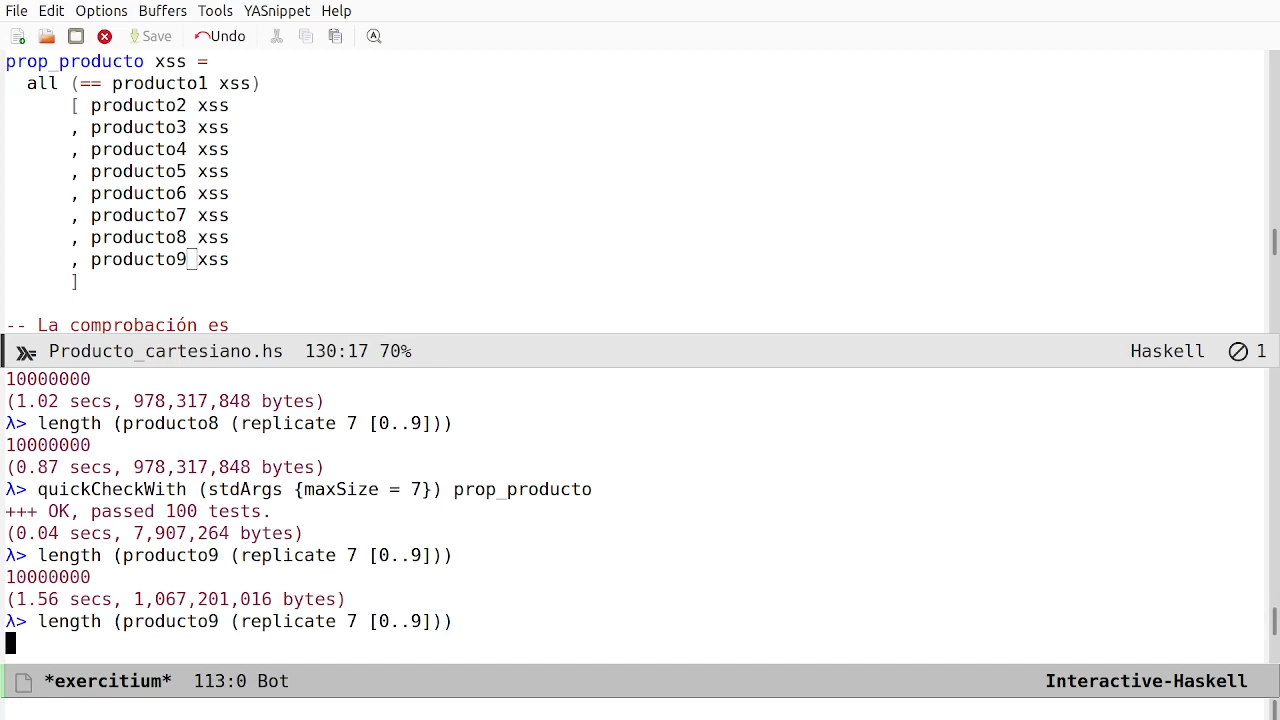 File Edit Options Buffers Tools YASnippet Help
Save Undo
prop_producto xss =
  all (== producto1 xss)
      [ producto2 xss
      , producto3 xss
      , producto4 xss
      , producto5 xss
      , producto6 xss
      , producto7 xss
      , producto8 xss
      , producto9 xss
      ]
-- La comprobación es
Producto_cartesiano.hs 130:17 70% Haskell 1
10000000
(1.02 secs, 978,317,848 bytes)
λ> length (producto8 (replicate 7 [0..9]))
10000000
(0.87 secs, 978,317,848 bytes)
λ> quickCheckWith (stdArgs {maxSize = 7}) prop_producto
+++ OK, passed 100 tests.
(0.04 secs, 7,907,264 bytes)
λ> length (producto9 (replicate 7 [0..9]))
10000000
(1.56 secs, 1,067,201,016 bytes)
λ> length (producto9 (replicate 7 [0..9]))
*exercitium* 113:0 Bot Interactive-Haskell